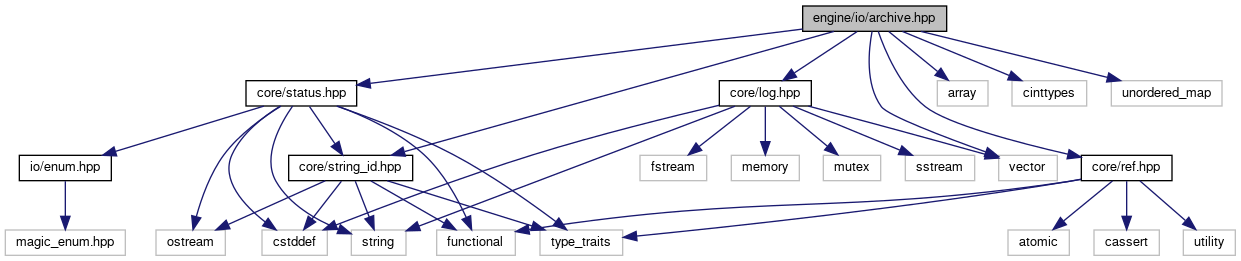 engine/io/archive.hpp
core/status.hpp
core/log.hpp
array
cinttypes
unordered_map
io/enum.hpp
core/string_id.hpp
fstream
memory
mutex
sstream
vector
core/ref.hpp
magic_enum.hpp
ostream
cstddef
string
functional
type_traits
atomic
cassert
utility